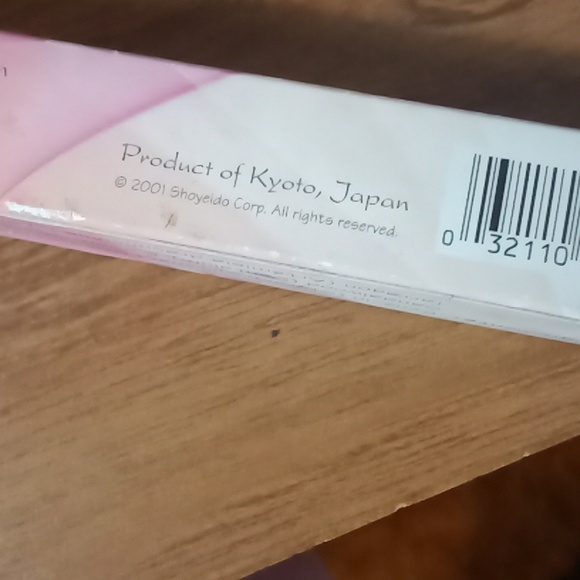 Product of Kyoto, Japan
© 2001 Shoyeido Corp. All rights reserved.
0 32110